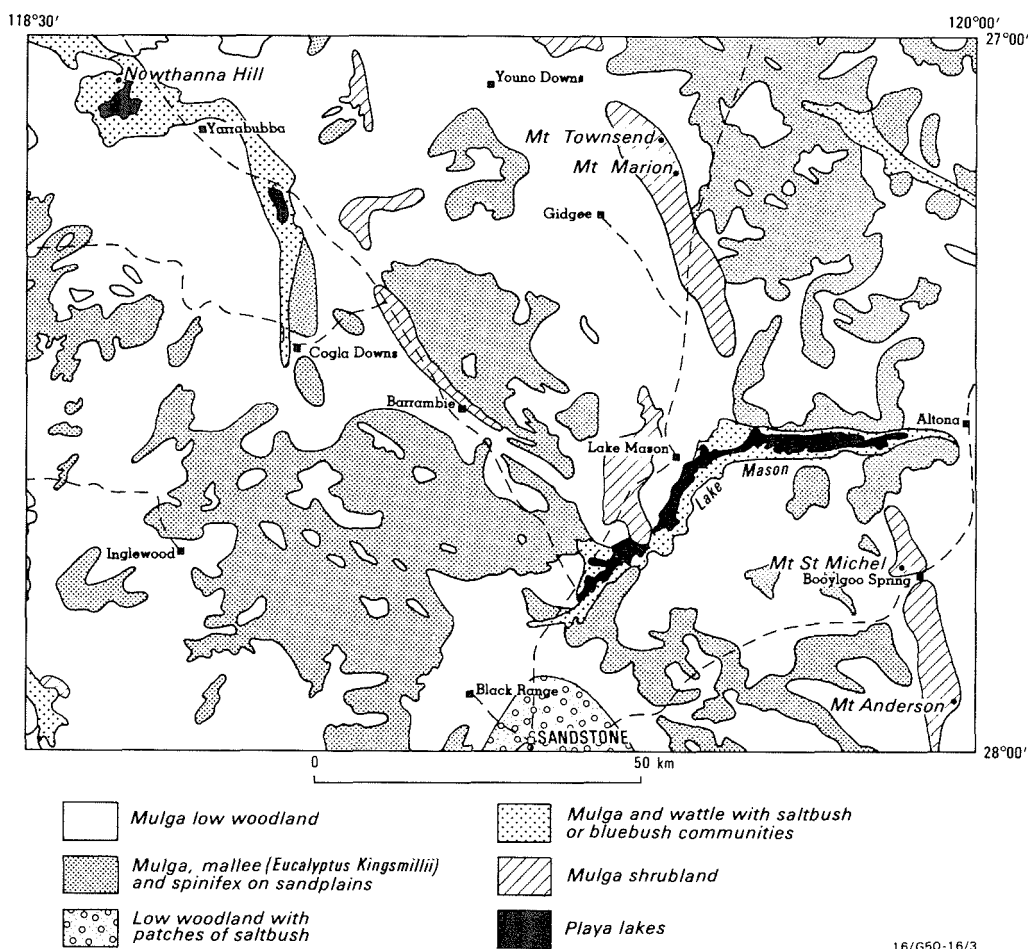 118°30'
120°00'
27°00'
Nowthanna Hill
Youno Downs
Yarrabubba
Mt Townsend
Mt Marion
Gidgee
Cogla Downs
Barrambie
Altona
Lake Mason
Lake Mason
Inglewood
Mt St Michel
Booylgoo Spring
Black Range
Mt Anderson
SANDSTONE
28°00'
0 50 km
Mulga low woodland
Mulga, mallee (Eucalyptus Kingsmillii)
and spinifex on sandplains
Low woodland with
patches of saltbush
Mulga and wattle with saltbush
or bluebush communities
Mulga shrubland
Playa lakes
16/G50-16/3